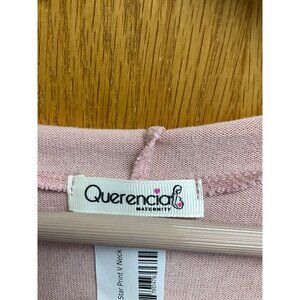 Querencia
MATERNITY
Star Print V Neck